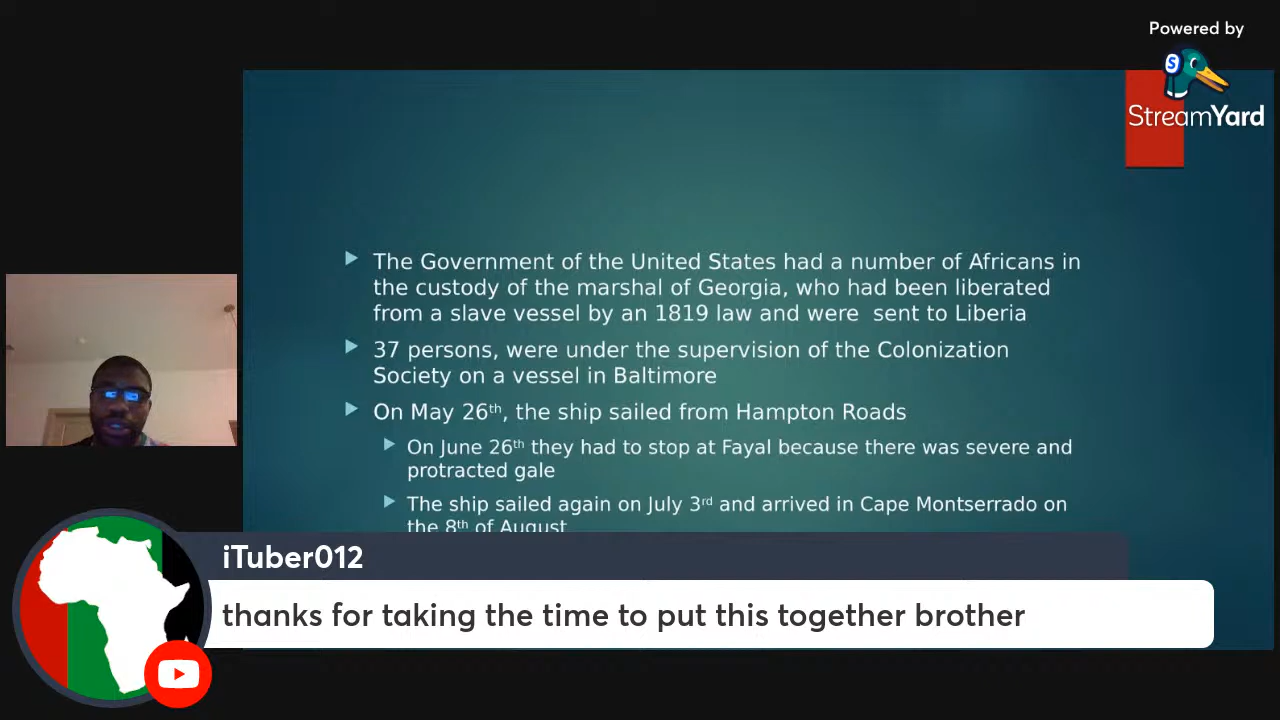 Powered by
StreamYard
The Government of the United States had a number of Africans in
the custody of the marshal of Georgia, who had been liberated
from a slave vessel by an 1819 law and were  sent to Liberia
37 persons, were under the supervision of the Colonization
Society on a vessel in Baltimore
On May 26th, the ship sailed from Hampton Roads
On June 26th they had to stop at Fayal because there was severe and
protracted gale
The ship sailed again on July 3rd and arrived in Cape Montserrado on
the 8th of August
iTuber012
thanks for taking the time to put this together brother